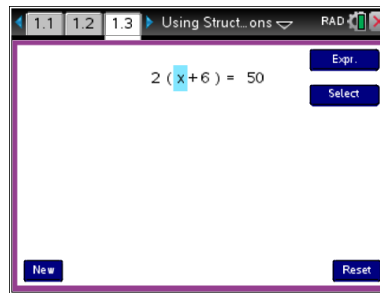 1.1 1.2 1.3 Using Struct...ons RAD
Expr.
2 ( x + 6 ) = 50
Select
New Reset